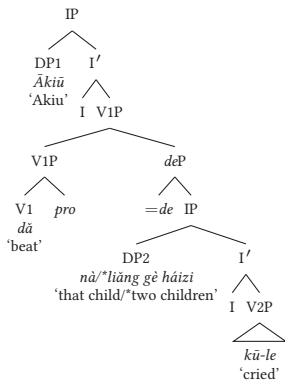 IP
DP1 I′
Ākiū
‘Akiu’
I V1P
V1P deP
V1 pro =de IP
dǎ
‘beat’
DP2 I′
nà/*liǎng gè háizi
‘that child/*two children’
I V2P
kū-le
‘cried’